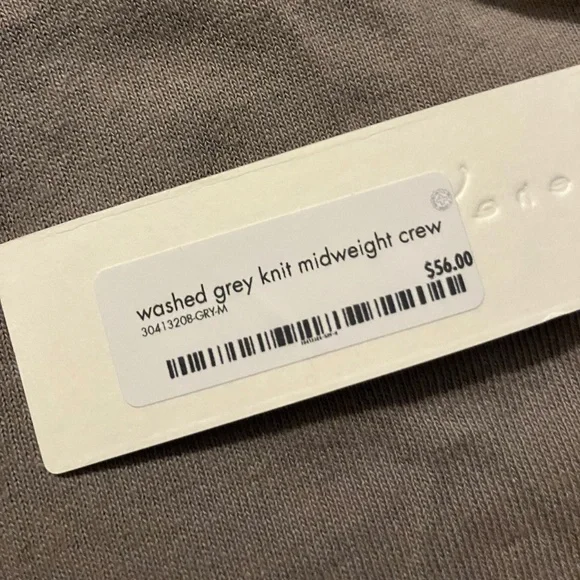 washed grey knit midweight crew
30413208-GRY-M
$56.00